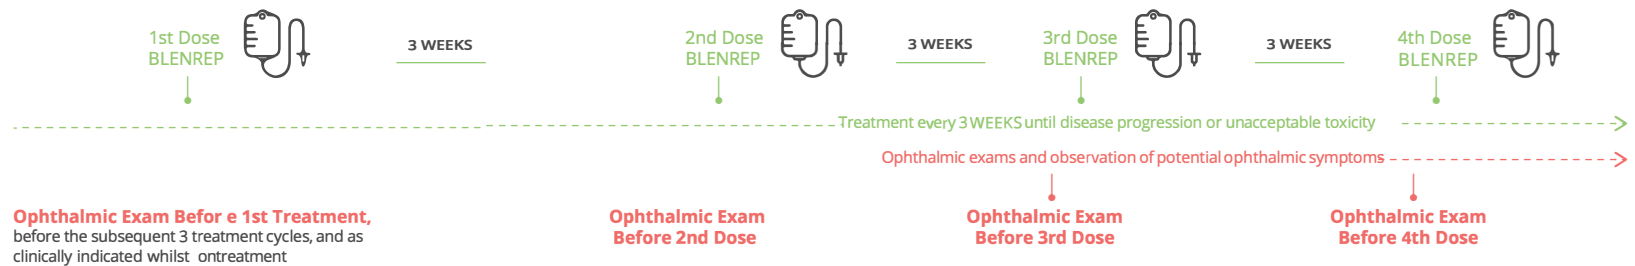 1st Dose
BLENREP
3 WEEKS
2nd Dose
BLENREP
3 WEEKS
3rd Dose
BLENREP
3 WEEKS
4th Dose
BLENREP
Treatment every 3 WEEKS until disease progression or unacceptable toxicity
Ophthalmic exams and observation of potential ophthalmic symptoms
Ophthalmic Exam Befor e 1st Treatment,
before the subsequent 3 treatment cycles, and as
clinically indicated whilst ontreatment
Ophthalmic Exam
Before 2nd Dose
Ophthalmic Exam
Before 3rd Dose
Ophthalmic Exam
Before 4th Dose